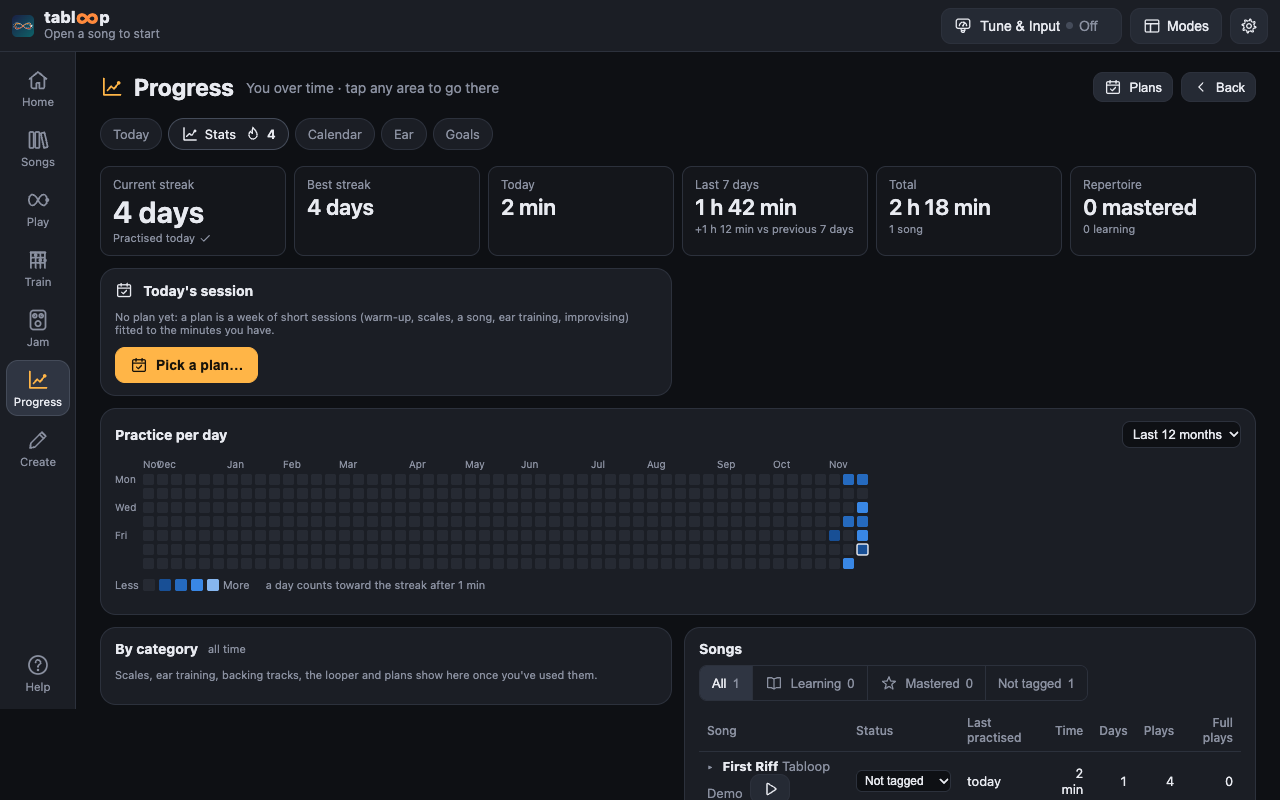 tabloop
Open a song to start
Tune & Input Off
Modes
Home
Songs
Play
Train
Jam
Progress
Create
Help
Progress You over time · tap any area to go there
Plans
Back
Today
Stats 4
Calendar
Ear
Goals
Current streak
4 days
Practised today ✓
Best streak
4 days
Today
2 min
Last 7 days
1 h 42 min
+1 h 12 min vs previous 7 days
Total
2 h 18 min
1 song
Repertoire
0 mastered
0 learning
Today's session
No plan yet: a plan is a week of short sessions (warm-up, scales, a song, ear training, improvising)
fitted to the minutes you have.
Pick a plan...
Practice per day
Last 12 months
Nov Dec Jan Feb Mar Apr May Jun Jul Aug Sep Oct Nov
Mon
Wed
Fri
Less More a day counts toward the streak after 1 min
By category all time
Scales, ear training, backing tracks, the looper and plans show here once you've used them.
Songs
All 1 Learning 0 Mastered 0 Not tagged 1
Song Status Last practised Time Days Plays Full plays
First Riff Tabloop Demo Not tagged today 2 min 1 4 0